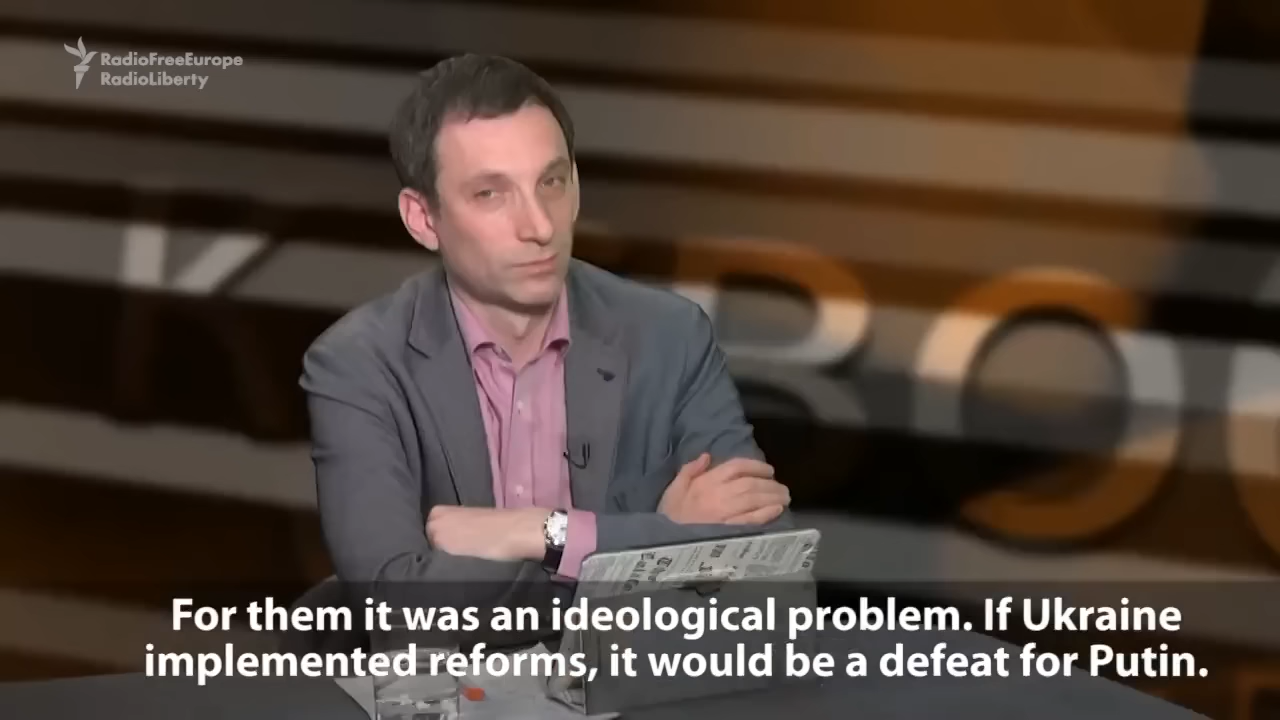 RadioFreeEurope
RadioLiberty
For them it was an ideological problem. If Ukraine
implemented reforms, it would be a defeat for Putin.